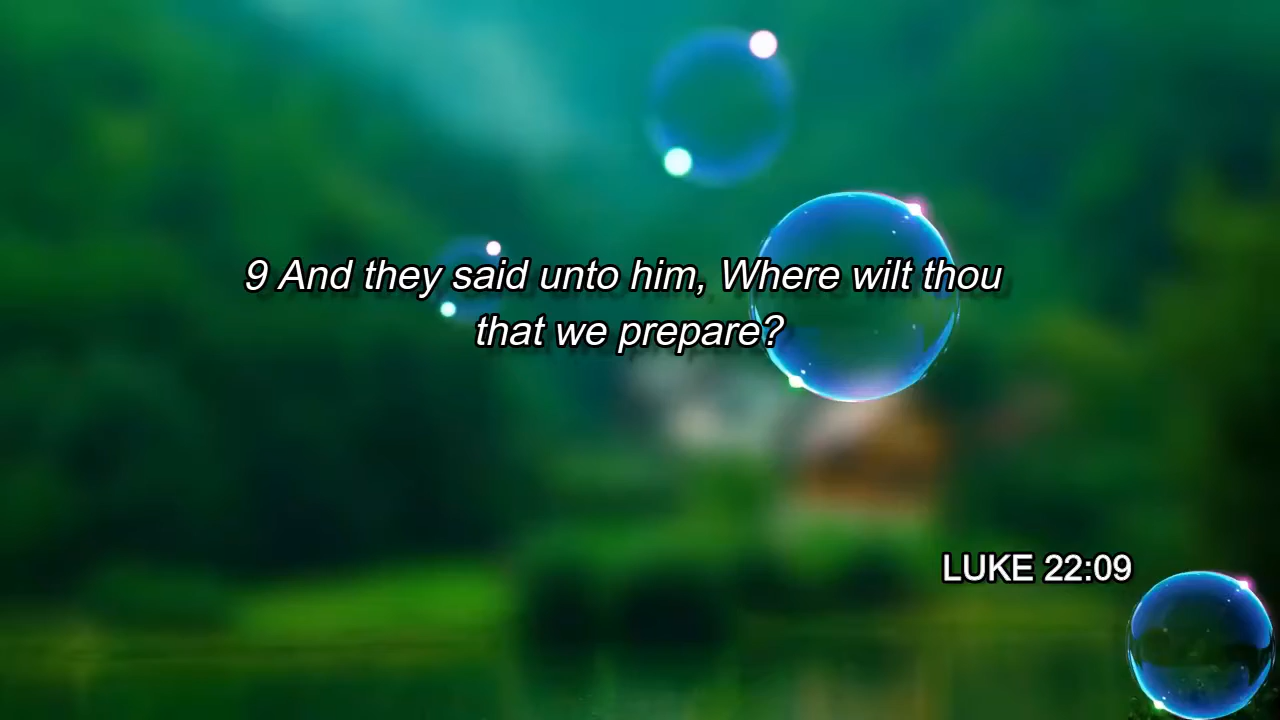 9 And they said unto him, Where wilt thou
that we prepare?
LUKE 22:09